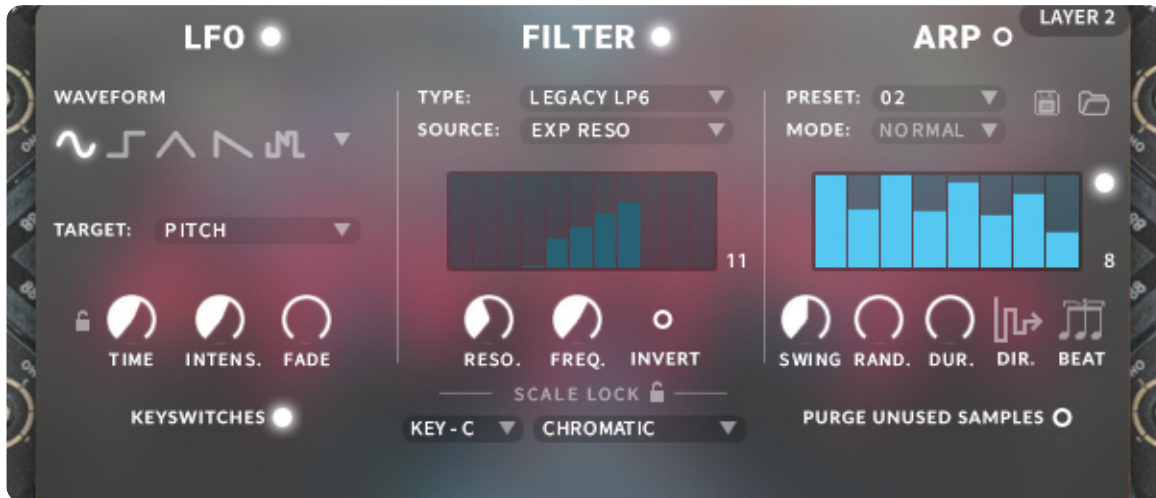 LAYER 2
LFO
FILTER
ARP
WAVEFORM
TYPE: LEGACY LP6
SOURCE: EXP RESO
PRESET: 02
MODE: NORMAL
TARGET: PITCH
11
8
TIME INTENS. FADE
RESO. FREQ. INVERT
SWING RAND. DUR. DIR. BEAT
SCALE LOCK
KEYSWITCHES
KEY - C CHROMATIC
PURGE UNUSED SAMPLES